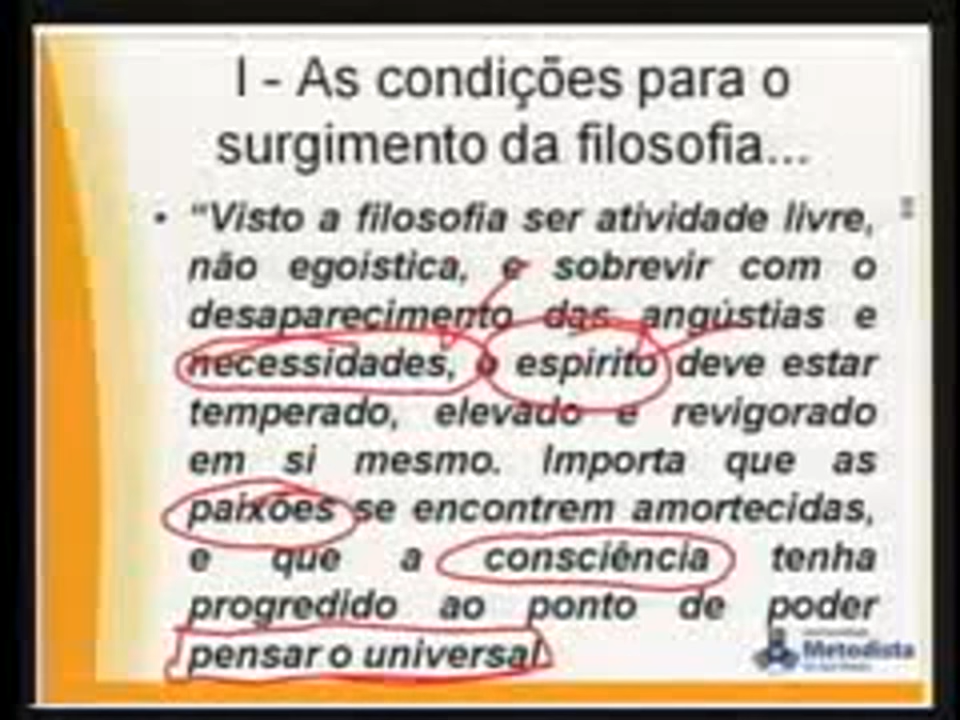 I - As condições para o
surgimento da filosofia...
• “Visto a filosofia ser atividade livre,
não egoistica, e sobrevir com o
desaparecimento das angústias e
necessidades, o espirito deve estar
temperado, elevado e revigorado
em si mesmo. Importa que as
paixões se encontrem amortecidas,
e que a consciência tenha
progredido ao ponto de poder
pensar o universal
Metodista